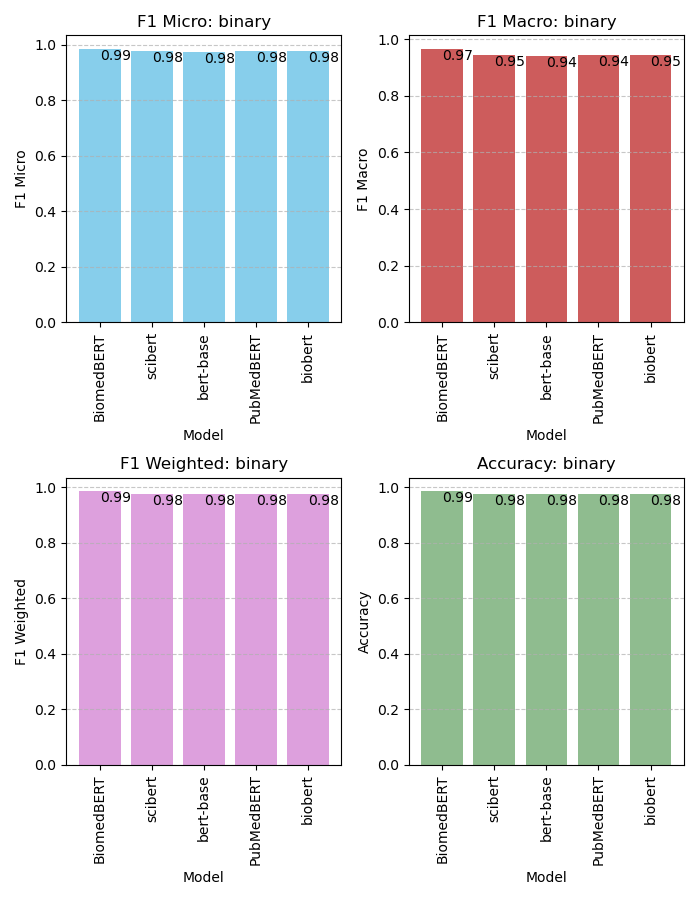 F1 Micro: binary
F1 Micro
1.0
0.8
0.6
0.4
0.2
0.0
0.99
0.98
0.98
0.98
0.98
BiomedBERT
scibert
bert-base
PubMedBERT
biobert
Model
F1 Macro: binary
F1 Macro
1.0
0.8
0.6
0.4
0.2
0.0
0.97
0.95
0.94
0.94
0.95
BiomedBERT
scibert
bert-base
PubMedBERT
biobert
Model
F1 Weighted: binary
F1 Weighted
1.0
0.8
0.6
0.4
0.2
0.0
0.99
0.98
0.98
0.98
0.98
BiomedBERT
scibert
bert-base
PubMedBERT
biobert
Model
Accuracy: binary
Accuracy
1.0
0.8
0.6
0.4
0.2
0.0
0.99
0.98
0.98
0.98
0.98
BiomedBERT
scibert
bert-base
PubMedBERT
biobert
Model